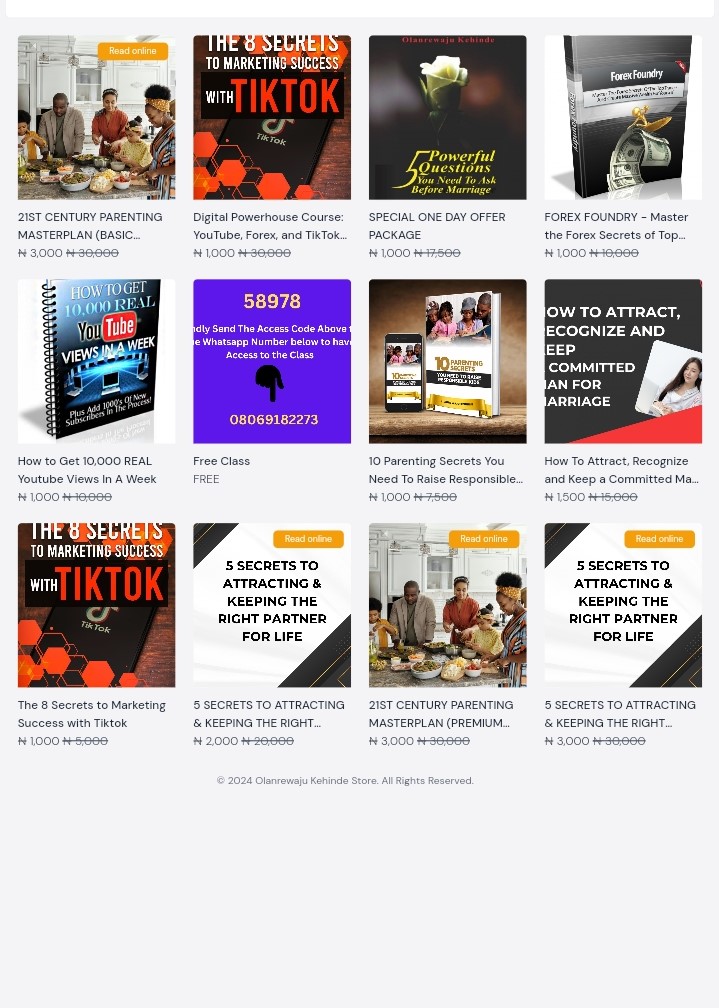 Read online
21ST CENTURY PARENTING
MASTERPLAN (BASIC...
₦ 3,000 ₦ 30,000
THE 8 SECRETS
TO MARKETING SUCCESS
WITH TIKTOK
TikTok
Digital Powerhouse Course:
YouTube, Forex, and TikTok...
₦ 1,000 ₦ 30,000
Olanrewaju Kehinde
5 Powerful
Questions
You Need To Ask
Before Marriage
SPECIAL ONE DAY OFFER
PACKAGE
₦ 1,000 ₦ 17,500
Forex Foundry
FOREX FOUNDRY - Master
the Forex Secrets of Top...
₦ 1,000 ₦ 10,000
HOW TO GET
10,000 REAL
YouTube
VIEWS IN A WEEK
Plus Add 1000's Of New
Subscribers In The Process!
How to Get 10,000 REAL
Youtube Views In A Week
₦ 1,000 ₦ 10,000
58978
dly Send The Access Code Above t
e Whatsapp Number below to have
Access to the Class
08069182273
Free Class
FREE
10 PARENTING
SECRETS
YOU NEED TO RAISE
RESPONSIBLE KIDS
10 Parenting Secrets You
Need To Raise Responsible...
₦ 1,000 ₦ 7,500
OW TO ATTRACT,
ECOGNIZE AND
EEP
COMMITTED
AN FOR
ARRIAGE
How To Attract, Recognize
and Keep a Committed Ma...
₦ 1,500 ₦ 15,000
THE 8 SECRETS
TO MARKETING SUCCESS
WITH TIKTOK
TikTok
The 8 Secrets to Marketing
Success with Tiktok
₦ 1,000 ₦ 5,000
Read online
5 SECRETS TO
ATTRACTING &
KEEPING THE
RIGHT PARTNER
FOR LIFE
5 SECRETS TO ATTRACTING
& KEEPING THE RIGHT...
₦ 2,000 ₦ 20,000
Read online
21ST CENTURY PARENTING
MASTERPLAN (PREMIUM...
₦ 3,000 ₦ 30,000
Read online
5 SECRETS TO
ATTRACTING &
KEEPING THE
RIGHT PARTNER
FOR LIFE
5 SECRETS TO ATTRACTING
& KEEPING THE RIGHT...
₦ 3,000 ₦ 30,000
© 2024 Olanrewaju Kehinde Store. All Rights Reserved.